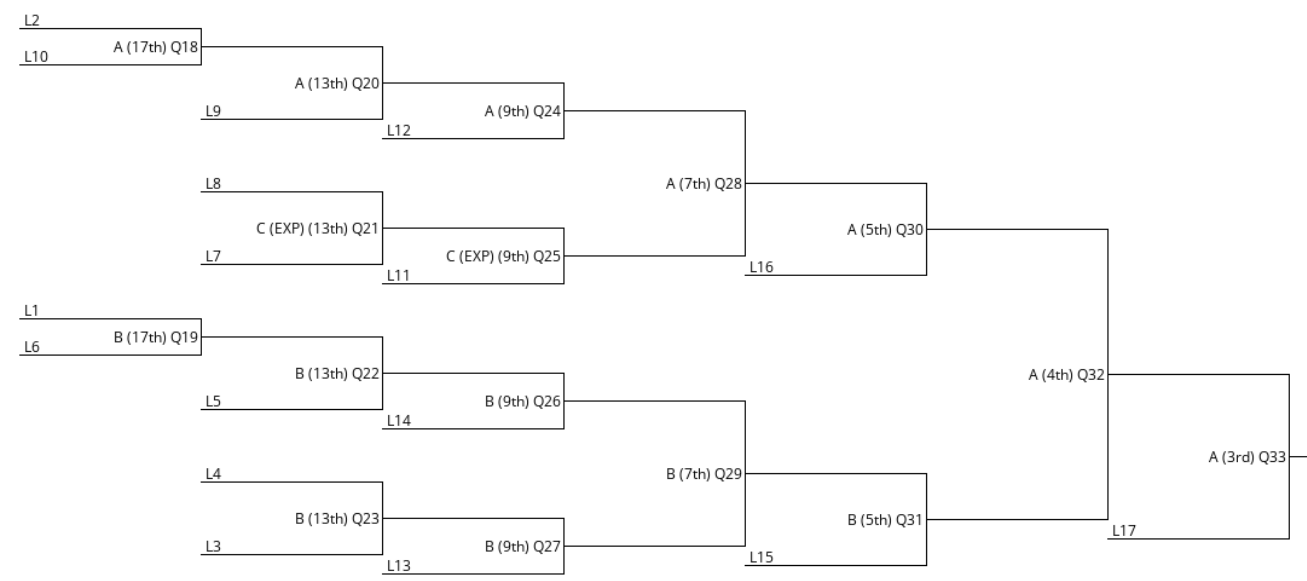 L2
A (17th) Q18
L10
A (13th) Q20
L9
A (9th) Q24
L12
L8
A (7th) Q28
C (EXP) (13th) Q21
A (5th) Q30
L7
C (EXP) (9th) Q25
L11
L16
L1
B (17th) Q19
L6
B (13th) Q22
A (4th) Q32
L5
B (9th) Q26
L14
A (3rd) Q33
L4
B (7th) Q29
B (13th) Q23
B (5th) Q31
L17
L3
B (9th) Q27
L13
L15